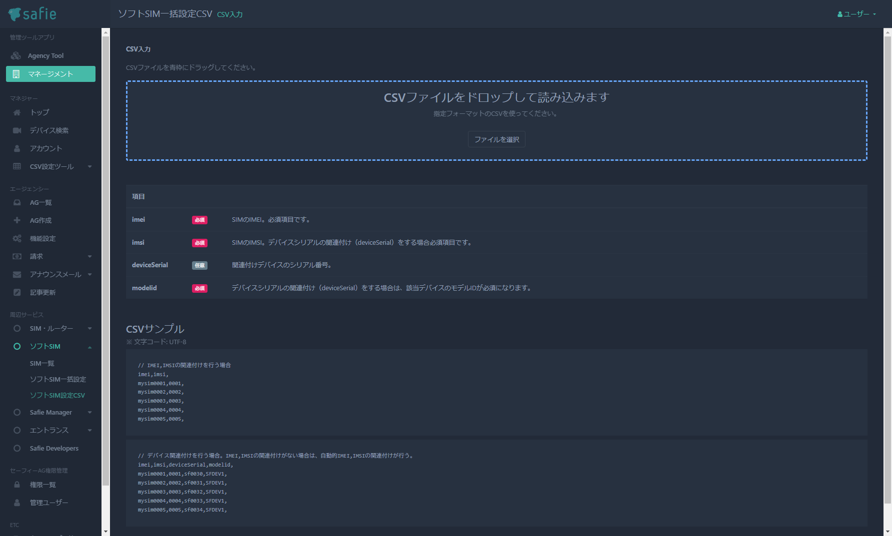 safie
ソフトSIM一括設定CSV CSV入力
ユーザー
管理ツールアプリ
Agency Tool
マネージメント
マネジャー
トップ
デバイス検索
アカウント
CSV設定ツール
エージェンシー
AG一覧
AG作成
機能設定
請求
アナウンスメール
記事更新
周辺サービス
SIM・ルーター
ソフトSIM
SIM一覧
ソフトSIM一括設定
ソフトSIM設定CSV
Safie Manager
エントランス
Safie Developers
セーフィーAG権限管理
権限一覧
管理ユーザー
ETC
CSV入力
CSVファイルを青枠にドラッグしてください。
CSVファイルをドロップして読み込みます
指定フォーマットのCSVを使ってください。
ファイルを選択
項目
imei 必須 SIMのIMEI。必須項目です。
imsi 必須 SIMのIMSI。デバイスシリアルの関連付け（deviceSerial）をする場合必須項目です。
deviceSerial 任意 関連付けデバイスのシリアル番号。
modelId 必須 デバイスシリアルの関連付け（deviceSerial）をする場合は、該当デバイスのモデルIDが必須になります。
CSVサンプル
※ 文字コード: UTF-8
// IMEI,IMSIの関連付けを行う場合
imei,imsi,
mysim0001,0001,
mysim0002,0002,
mysim0003,0003,
mysim0004,0004,
mysim0005,0005,
// デバイス関連付けを行う場合。IMEI,IMSIの関連付けがない場合は、自動的IMEI,IMSIの関連付けが行う。
imei,imsi,deviceSerial,modelid,
mysim0001,0001,sf0030,SFDEV1,
mysim0002,0002,sf0031,SFDEV1,
mysim0003,0003,sf0032,SFDEV1,
mysim0004,0004,sf0033,SFDEV1,
mysim0005,0005,sf0034,SFDEV1,